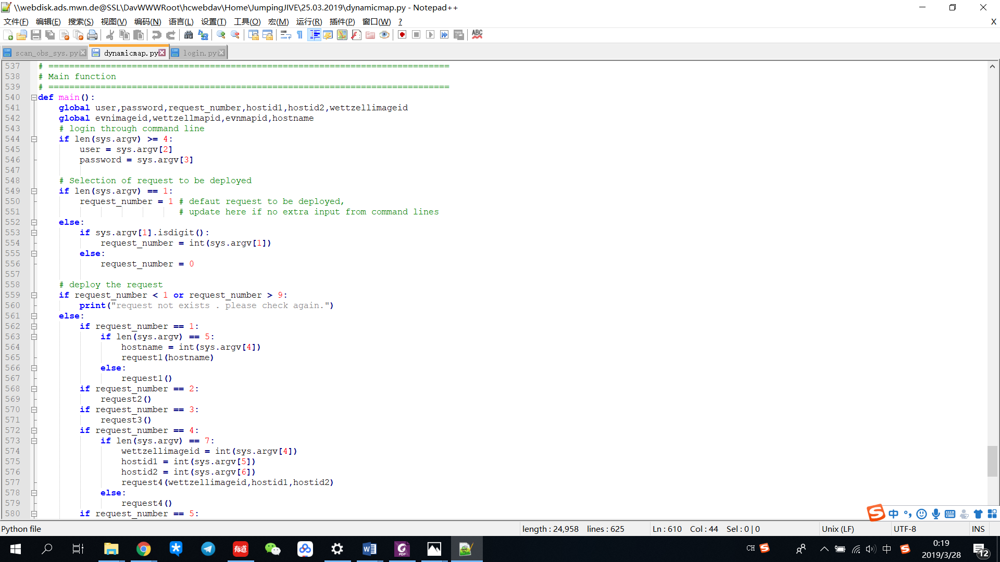 \\webdisk.ads.mwn.de@SSL\DavWWWRoot\hcwebdav\Home\JumpingJIVE\25.03.2019\dynamicmap.py - Notepad++
文件(F) 编辑(E) 搜索(S) 视图(V) 编码(N) 语言(L) 设置(T) 工具(O) 宏(M) 运行(R) 插件(P) 窗口(W) ? X
ABC
scan_obs_sys.py dynamicmap.py login.py
537 # =============================================================================
538 # Main function
539 # =============================================================================
540 def main():
541 global user,password,request_number,hostid1,hostid2,wettzellimageid
542 global evnimageid,wettzellmapid,evnmapid,hostname
543 # login through command line
544 if len(sys.argv) >= 4:
545 user = sys.argv[2]
546 password = sys.argv[3]
547
548 # Selection of request to be deployed
549 if len(sys.argv) == 1:
550 request_number = 1 # defaut request to be deployed,
551 # update here if no extra input from command lines
552 else:
553 if sys.argv[1].isdigit():
554 request_number = int(sys.argv[1])
555 else:
556 request_number = 0
557
558 # deploy the request
559 if request_number < 1 or request_number > 9:
560 print("request not exists . please check again.")
561 else:
562 if request_number == 1:
563 if len(sys.argv) == 5:
564 hostname = int(sys.argv[4])
565 request1(hostname)
566 else:
567 request1()
568 if request_number == 2:
569 request2()
570 if request_number == 3:
571 request3()
572 if request_number == 4:
573 if len(sys.argv) == 7:
574 wettzellimageid = int(sys.argv[4])
575 hostid1 = int(sys.argv[5])
576 hostid2 = int(sys.argv[6])
577 request4(wettzellimageid,hostid1,hostid2)
578 else:
579 request4()
580 if request_number == 5:
S 中
Python file length : 24,958 lines : 625 Ln : 610 Col : 44 Sel : 0 | 0 Unix (LF) UTF-8 INS
有道 W PDF CH S 中 S 0:19
2019/3/28 12